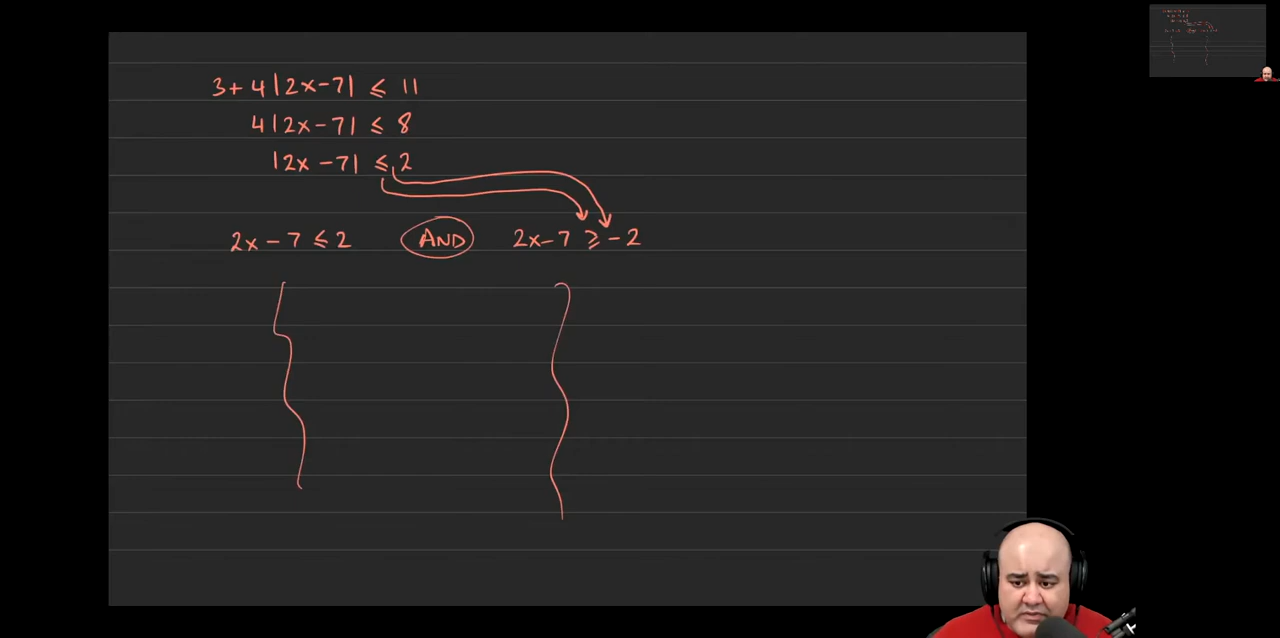 3 + 4|2x - 7| ≤ 11
4|2x - 7| ≤ 8
|2x - 7| ≤ 2
2x - 7 ≤ 2 AND 2x - 7 ≥ - 2